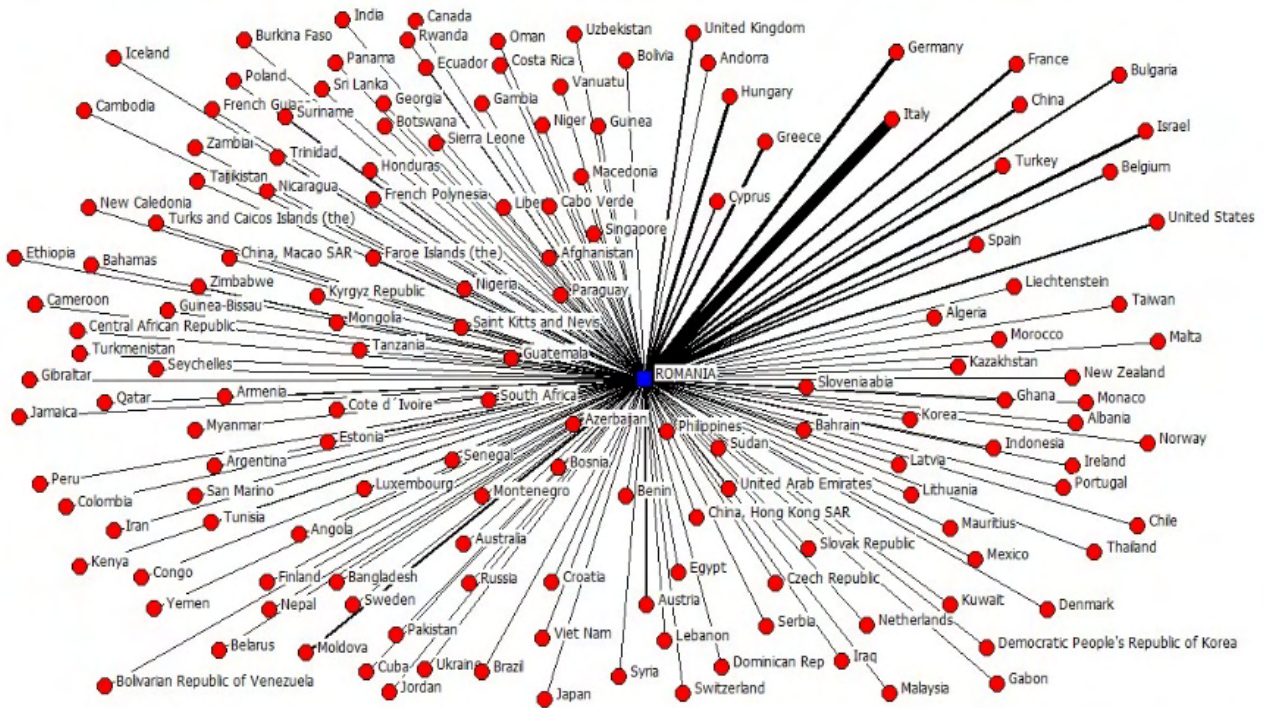 India
Canada
Burkina Faso
Rwanda
Oman
Uzbekistan
United Kingdom
Iceland
Panama
Ecuador
Costa Rica
Bolivia
Andorra
Germany
France
Bulgaria
Poland
Sri Lanka
Vanuatu
Hungary
China
Cambodia
French Guiana
Suriname
Georgia
Gambia
Italy
Botswana
Niger
Guinea
Israel
Zambia
Trinidad
Sierra Leone
Greece
Turkey
Belgium
Tajikistan
Nicaragua
Honduras
Macedonia
French Polynesia
Cyprus
New Caledonia
Turks and Caicos Islands (the)
Cabo Verde
United States
Singapore
Ethiopia
Bahamas
China, Macao SAR
Faroe Islands (the)
Afghanistan
Spain
Zimbabwe
Kyrgyz Republic
Nigeria
Paraguay
Liechtenstein
Cameroon
Guinea-Bissau
Taiwan
Central African Republic
Mongolia
Saint Kitts and Nevis
Algeria
Turkmenistan
Tanzania
Morocco
Malta
Seychelles
Guatemala
Kazakhstan
Gibraltar
ROMANIA
New Zealand
Qatar
Armenia
South Africa
Sloveniaabia
Ghana
Monaco
Jamaica
Cote d´Ivoire
Korea
Albania
Myanmar
Estonia
Azerbaijan
Philippines
Bahrain
Norway
Argentina
Senegal
Bosnia
Sudan
Indonesia
Peru
Latvia
Ireland
Colombia
San Marino
Luxembourg
Montenegro
Benin
United Arab Emirates
Lithuania
Portugal
Iran
Tunisia
Angola
China, Hong Kong SAR
Mauritius
Chile
Kenya
Australia
Slovak Republic
Mexico
Thailand
Congo
Finland
Bangladesh
Russia
Croatia
Egypt
Czech Republic
Yemen
Nepal
Sweden
Austria
Kuwait
Denmark
Belarus
Moldova
Pakistan
Viet Nam
Lebanon
Serbia
Netherlands
Democratic People's Republic of Korea
Bolivarian Republic of Venezuela
Cuba
Ukraine
Brazil
Syria
Dominican Rep
Iraq
Gabon
Jordan
Japan
Switzerland
Malaysia